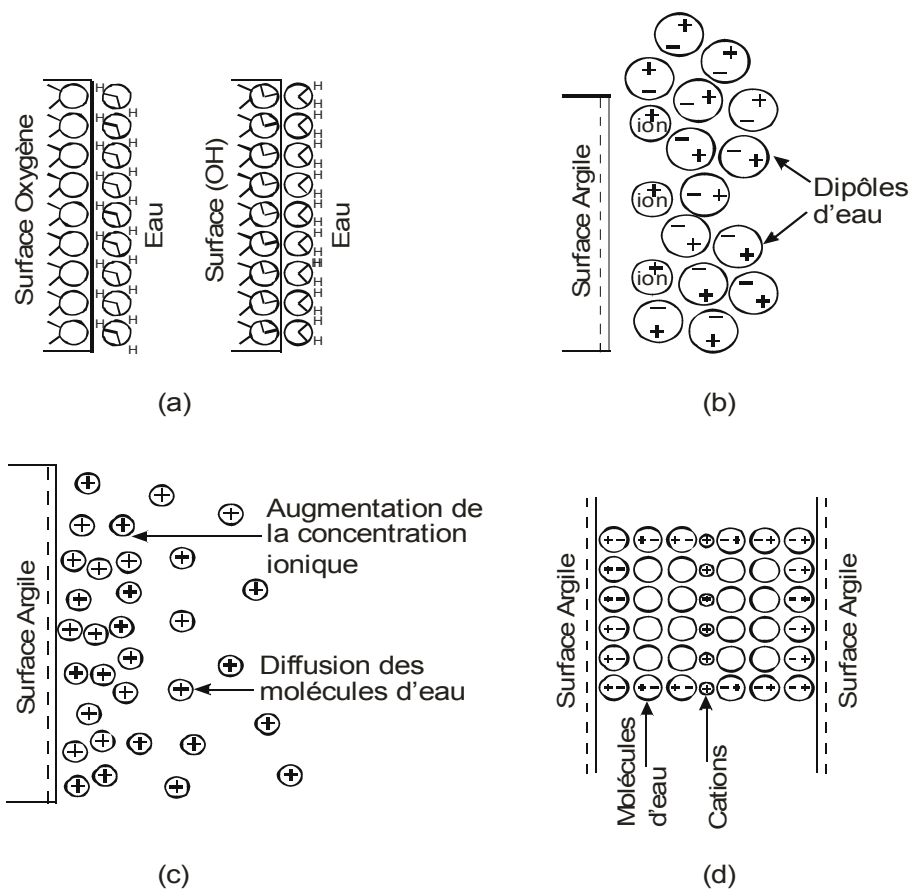 Surface Oxygène
H H H H H H H H H
H H H H H H H H H
Eau
Surface (OH)
H H H H H H H H H
H H H H H H H H H
Eau
(a)
Surface Argile
+ −
+ −
+ −
− +
+ −
ion +
− +
− +
ion +
− +
− +
− +
ion +
− +
− +
− +
− +
Dipôles
d'eau
(b)
Surface Argile
Augmentation de
la concentration
ionique
Diffusion des
molécules d'eau
(c)
Surface Argile
Surface Argile
Molécules
d'eau
Cations
(d)